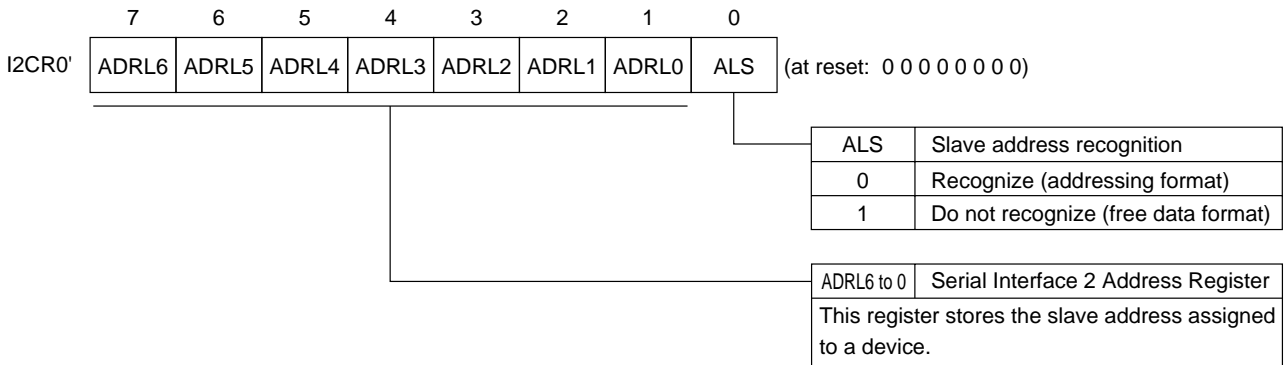 7 6 5 4 3 2 1 0
I2CR0' ADRL6 ADRL5 ADRL4 ADRL3 ADRL2 ADRL1 ADRL0 ALS (at reset: 0 0 0 0 0 0 0 0)
ALS Slave address recognition
0 Recognize (addressing format)
1 Do not recognize (free data format)
ADRL6 to 0 Serial Interface 2 Address Register
This register stores the slave address assigned
to a device.